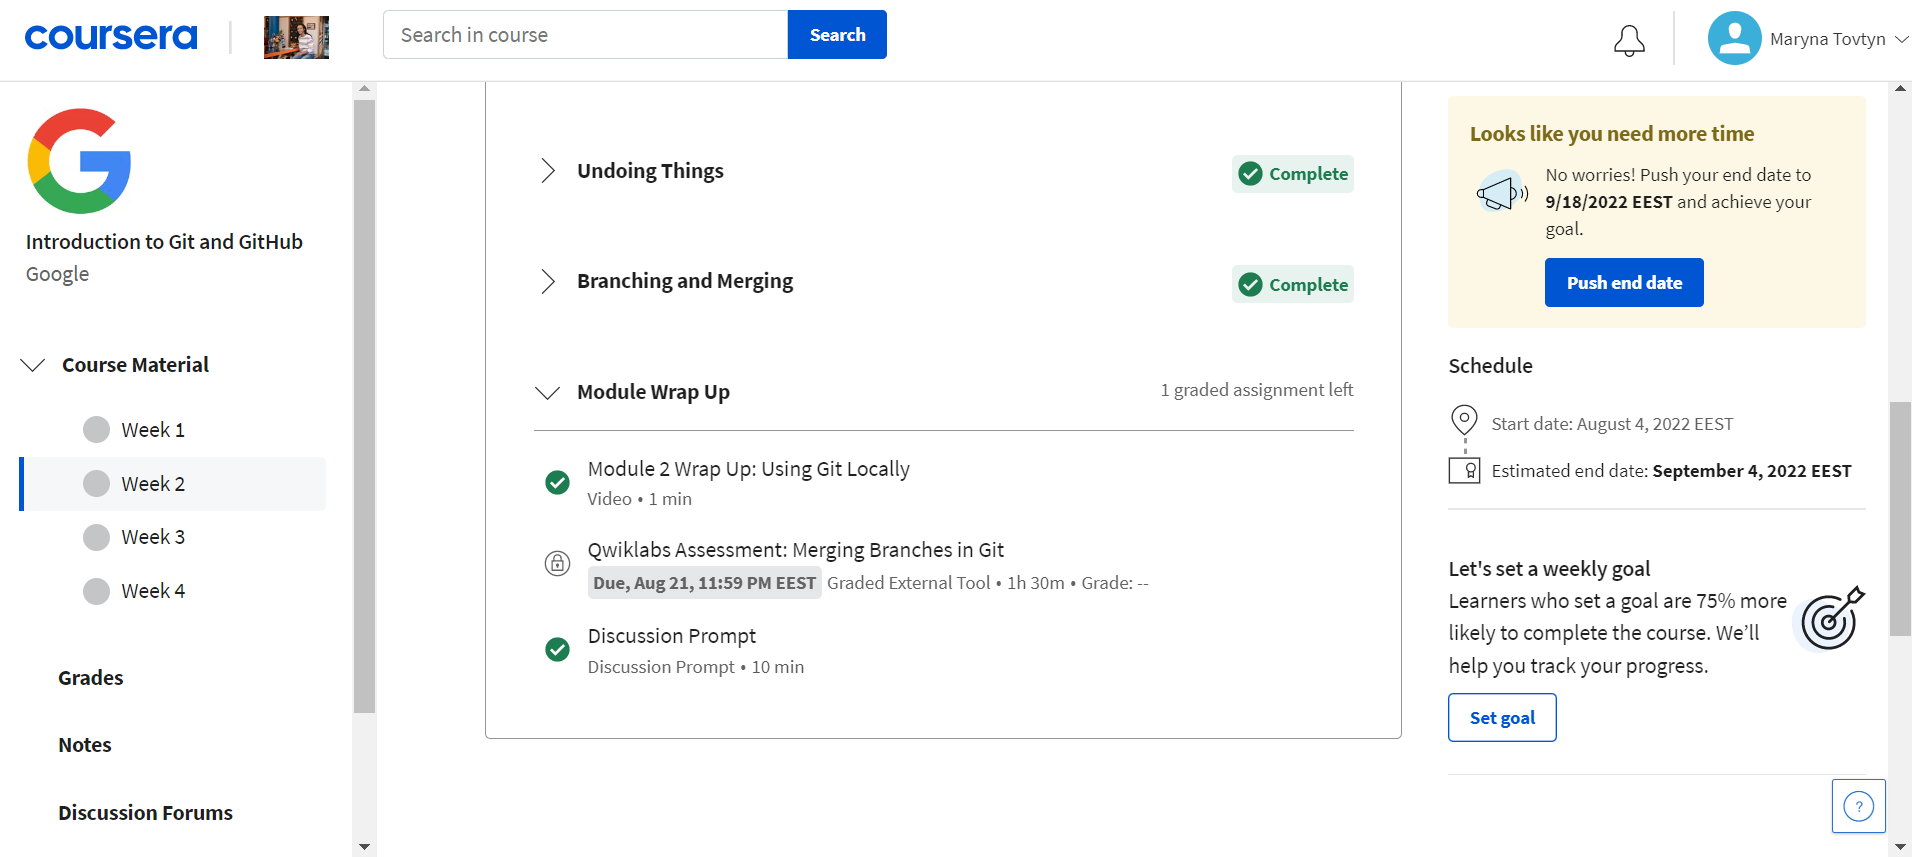 coursera
Search in course
Search
Maryna Tovtyn
Introduction to Git and GitHub
Google
Course Material
Week 1
Week 2
Week 3
Week 4
Grades
Notes
Discussion Forums
Undoing Things
Complete
Branching and Merging
Complete
Module Wrap Up
1 graded assignment left
Module 2 Wrap Up: Using Git Locally
Video • 1 min
Qwiklabs Assessment: Merging Branches in Git
Due, Aug 21, 11:59 PM EEST Graded External Tool • 1h 30m • Grade: --
Discussion Prompt
Discussion Prompt • 10 min
Looks like you need more time
No worries! Push your end date to
9/18/2022 EEST and achieve your
goal.
Push end date
Schedule
Start date: August 4, 2022 EEST
Estimated end date: September 4, 2022 EEST
Let's set a weekly goal
Learners who set a goal are 75% more
likely to complete the course. We’ll
help you track your progress.
Set goal
?